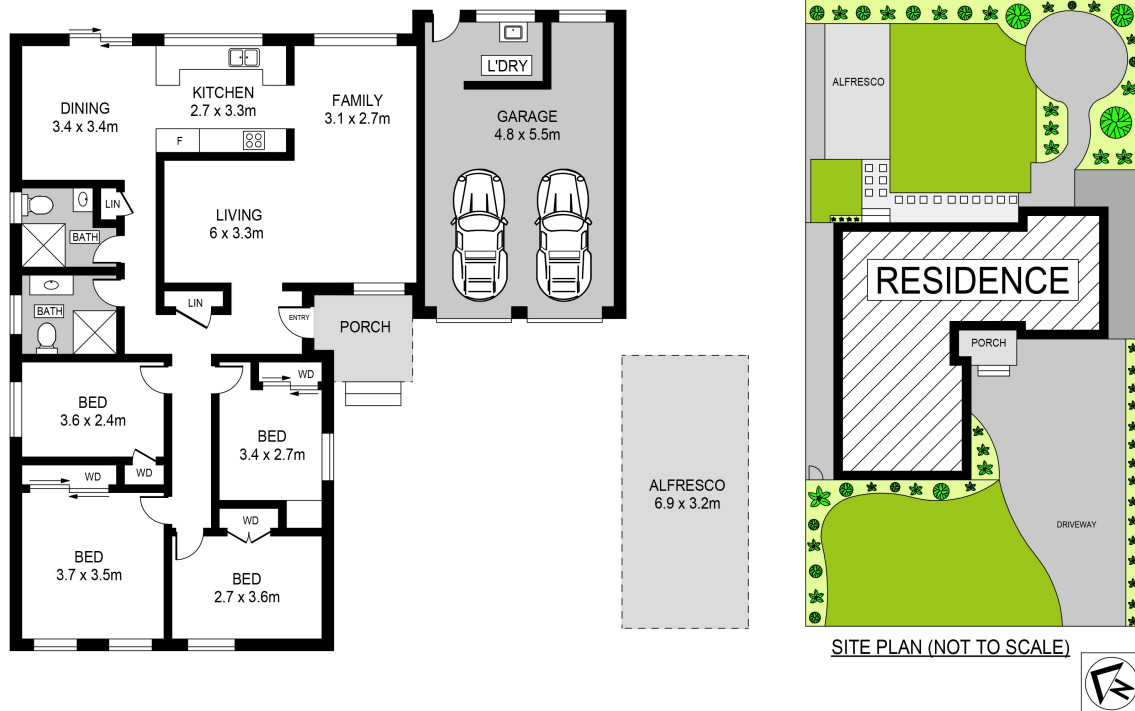 L'DRY
KITCHEN
2.7 x 3.3m
FAMILY
3.1 x 2.7m
DINING
3.4 x 3.4m
GARAGE
4.8 x 5.5m
F
LIN
LIVING
6 x 3.3m
BATH
LIN
BATH
ENTRY
PORCH
WD
BED
3.6 x 2.4m
BED
3.4 x 2.7m
WD
WD
WD
BED
3.7 x 3.5m
BED
2.7 x 3.6m
ALFRESCO
6.9 x 3.2m
ALFRESCO
RESIDENCE
PORCH
DRIVEWAY
SITE PLAN (NOT TO SCALE)
N